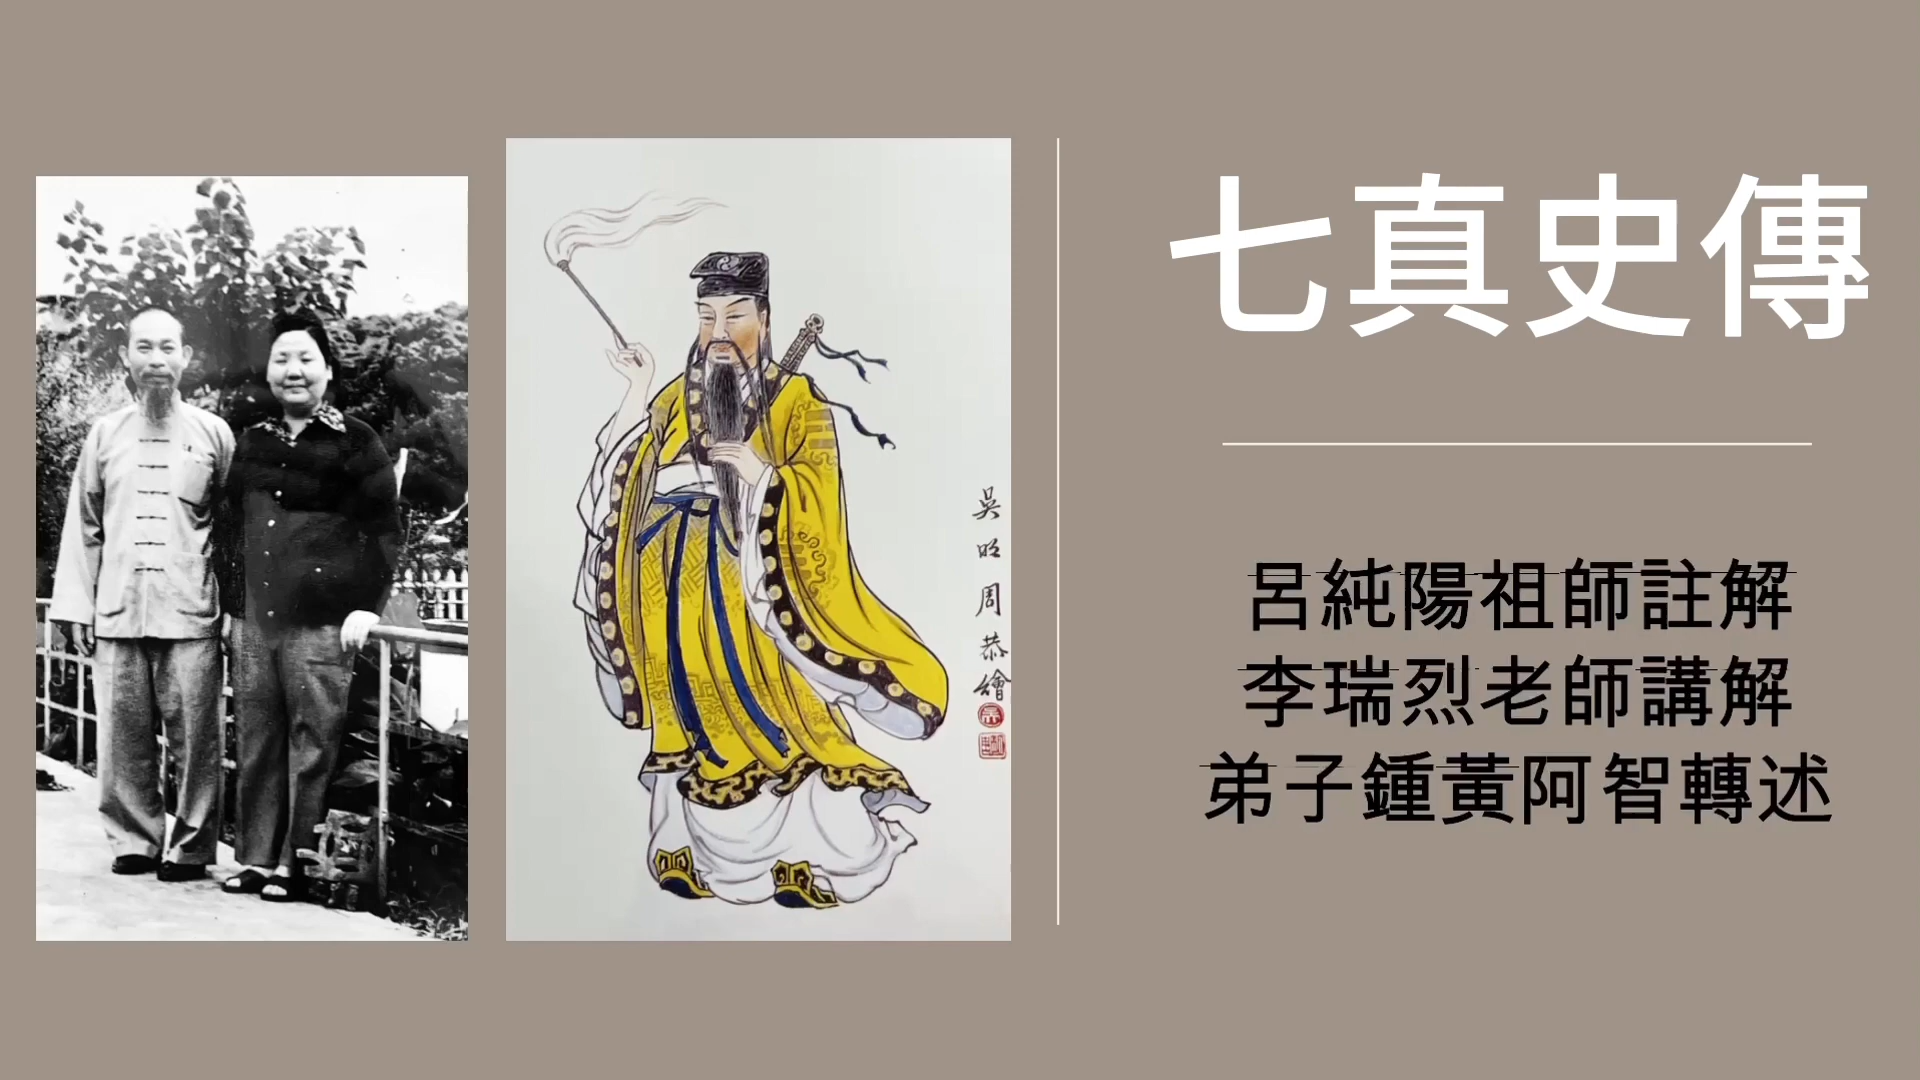 七真史傳
呂純陽祖師註解
李瑞烈老師講解
弟子鍾黃阿智轉述
吳昭周恭繪